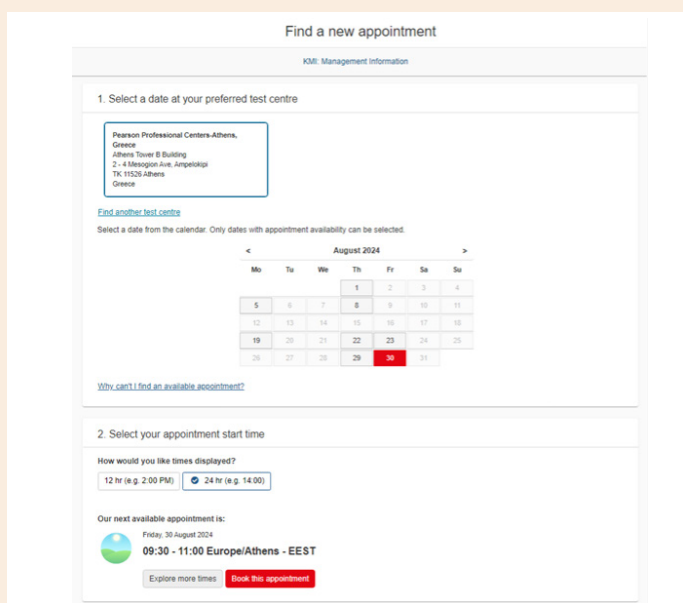 Find a new appointment
KMI: Management Information
1. Select a date at your preferred test centre
Pearson Professional Centers-Athens,
Greece
Athens Tower B Building
2 - 4 Mesogion Ave, Ampelokipi
TK 11526 Athens
Greece
Find another test centre
Select a date from the calendar. Only dates with appointment availability can be selected.
< August 2024 >
Mo Tu We Th Fr Sa Su
1 2 3 4
5 6 7 8 9 10 11
12 13 14 15 16 17 18
19 20 21 22 23 24 25
26 27 28 29 30 31
Why can't I find an available appointment?
2. Select your appointment start time
How would you like times displayed?
12 hr (e.g. 2:00 PM) 24 hr (e.g. 14:00)
Our next available appointment is:
Friday, 30 August 2024
09:30 - 11:00 Europe/Athens - EEST
Explore more times Book this appointment